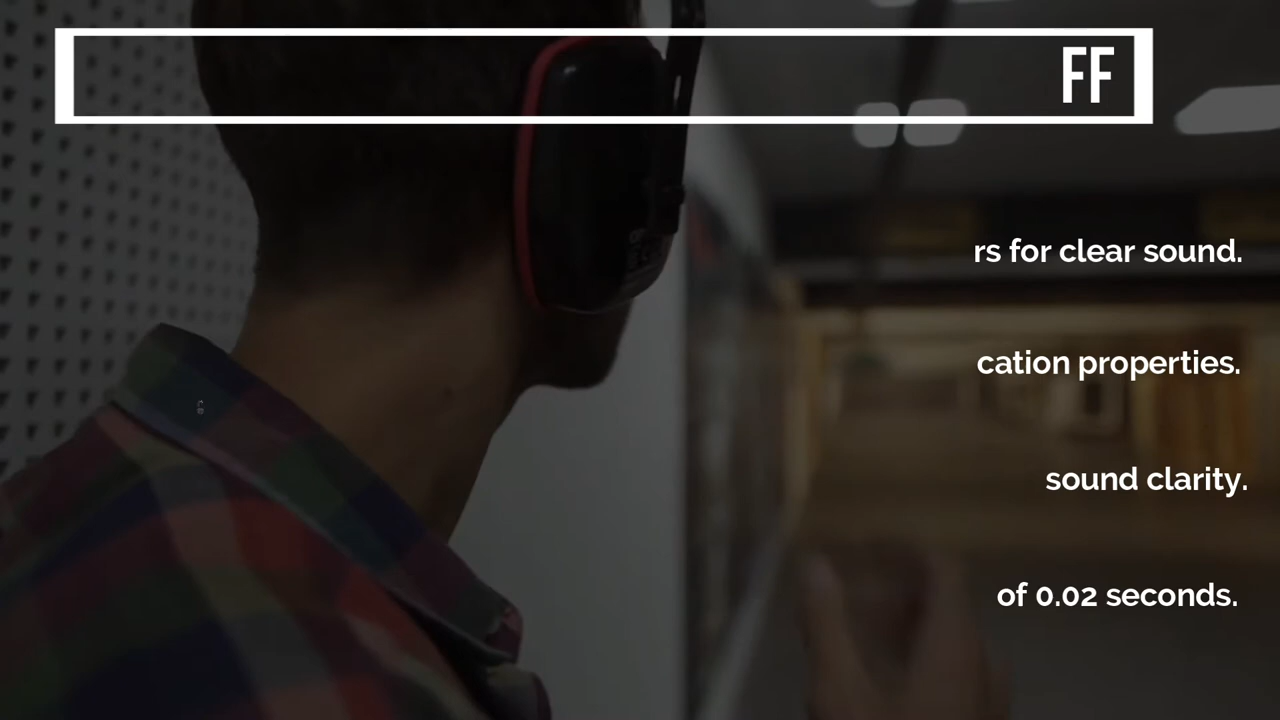 FF
rs for clear sound.
cation properties.
sound clarity.
of 0.02 seconds.